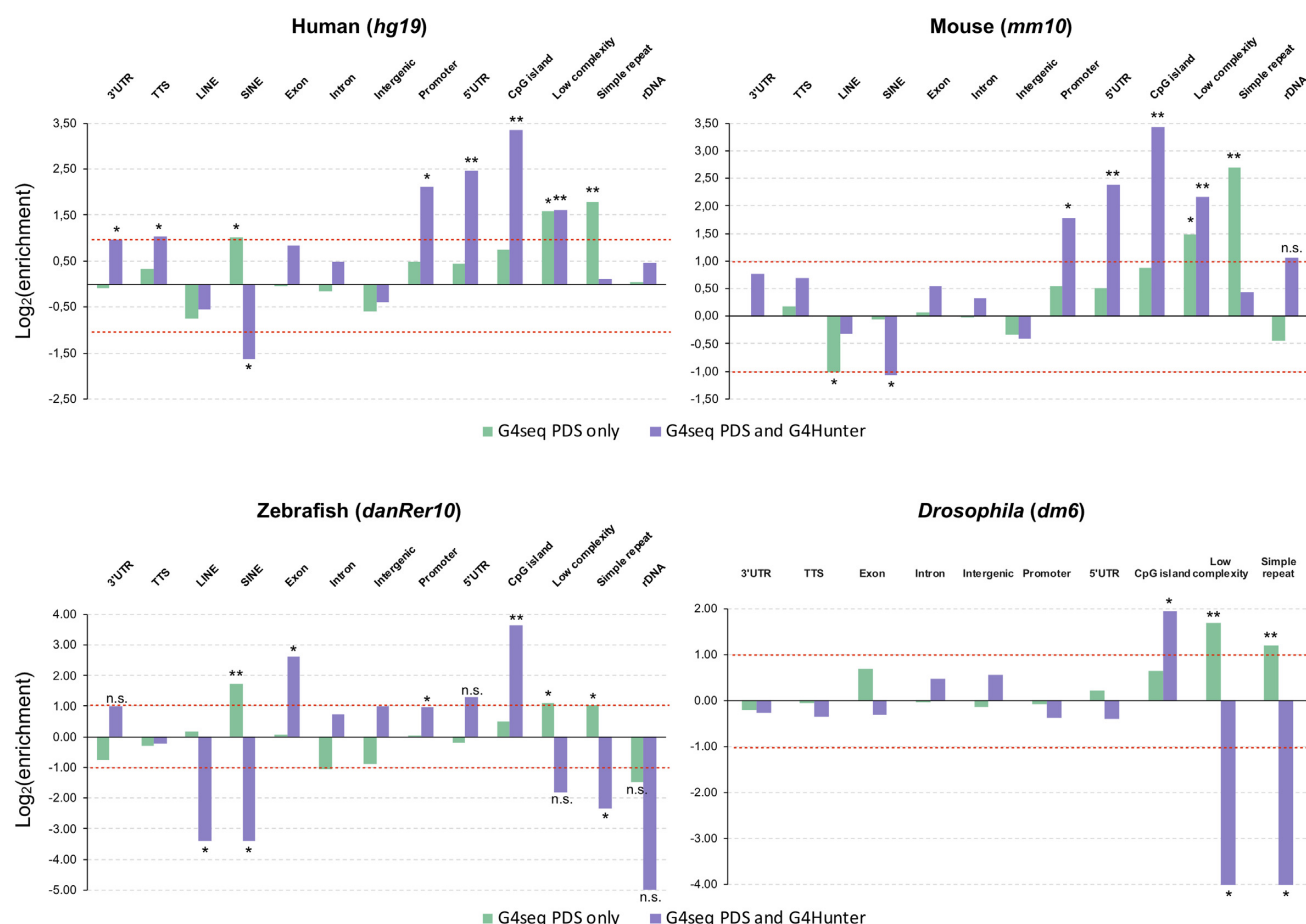 Human (hg19)
3'UTR TTS LINE SINE Exon Intron Intergenic Promoter 5'UTR CpG island Low complexity Simple repeat rDNA
Log2(enrichment)
3,50
2,50
1,50
0,50
-0,50
-1,50
-2,50
* * * * * ** ** * ** ** *
Mouse (mm10)
3'UTR TTS LINE SINE Exon Intron Intergenic Promoter 5'UTR CpG island Low complexity Simple repeat rDNA
3,50
3,00
2,50
2,00
1,50
1,00
0,50
0,00
-0,50
-1,00
-1,50
* * * ** ** * ** ** n.s.
G4seq PDS only G4seq PDS and G4Hunter
Zebrafish (danRer10)
3'UTR TTS LINE SINE Exon Intron Intergenic Promoter 5'UTR CpG island Low complexity Simple repeat rDNA
Log2(enrichment)
4.00
3.00
2.00
1.00
0.00
-1.00
-2.00
-3.00
-4.00
-5.00
n.s. * ** * * * n.s. ** * n.s. * * n.s. n.s.
Drosophila (dm6)
3'UTR TTS Exon Intron Intergenic Promoter 5'UTR CpG island Low complexity Simple repeat
2.00
1.00
0.00
-1.00
-2.00
-3.00
-4.00
* ** * ** *
G4seq PDS only G4seq PDS and G4Hunter